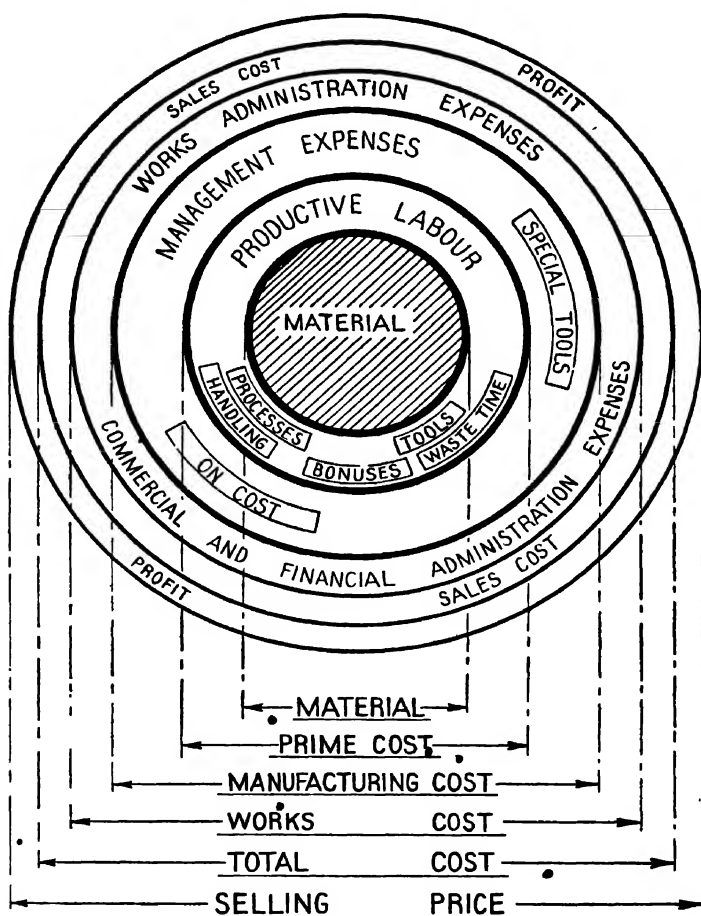 PROFIT
SALES COST
WORKS ADMINISTRATION EXPENSES
MANAGEMENT EXPENSES
PRODUCTIVE LABOUR
SPECIAL TOOLS
MATERIAL
PROCESSES
HANDLING
TOOLS
BONUSES
WASTE TIME
ON COST
COMMERCIAL AND FINANCIAL ADMINISTRATION EXPENSES
SALES COST
PROFIT
MATERIAL
PRIME COST
MANUFACTURING COST
WORKS COST
TOTAL COST
SELLING PRICE